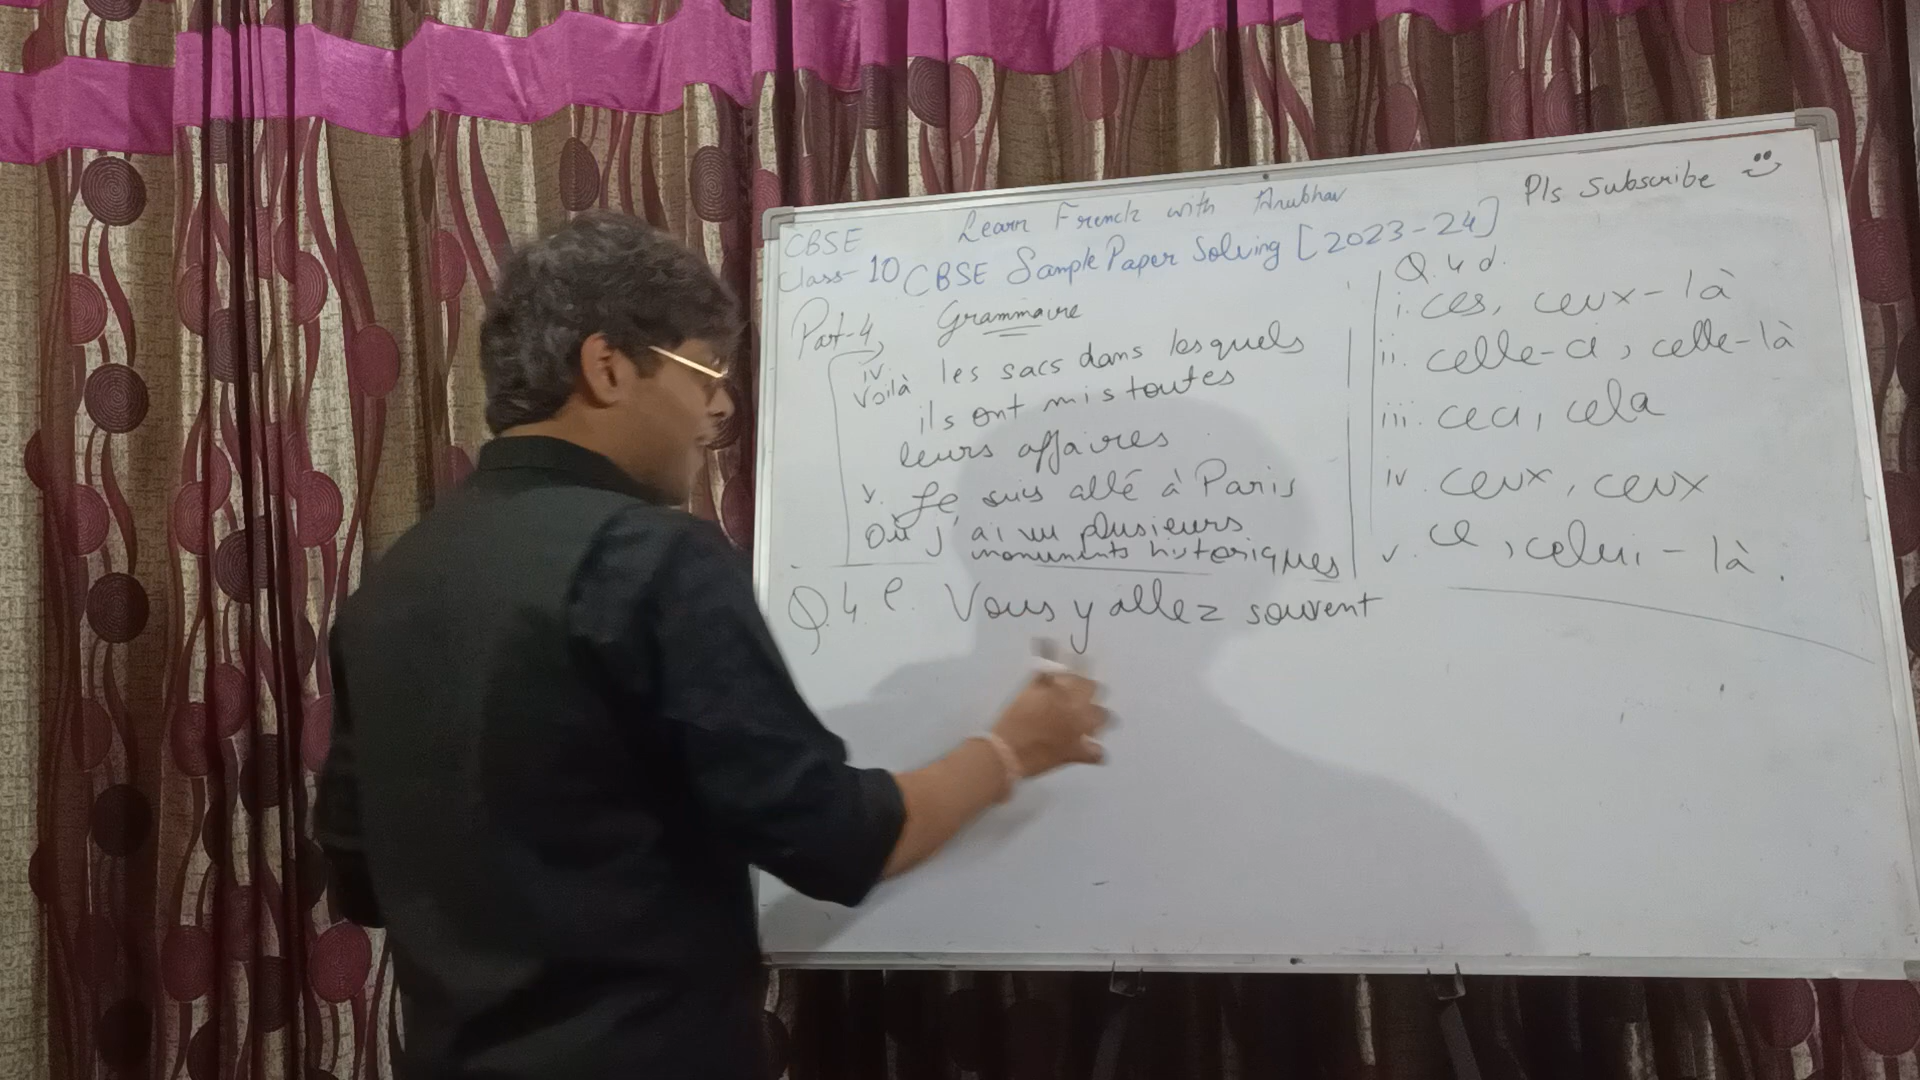 CBSE
Learn French with Anubhav
Pls Subscribe
Class-10
CBSE Sample Paper Solving [2023-24]
Part-4
Grammaire
iv.
Voilà les sacs dans lesquels
ils ont mis toutes
leurs affaires
v. Je suis allé à Paris
Où j'ai vu plusieurs
monuments historiques
Q.4 d.
i. ces, ceux-là
ii. celle-ci, celle-là
iii. ceci, cela
iv. ceux, ceux
v. ce, celui-là.
Q.4 e. Vous y allez souvent